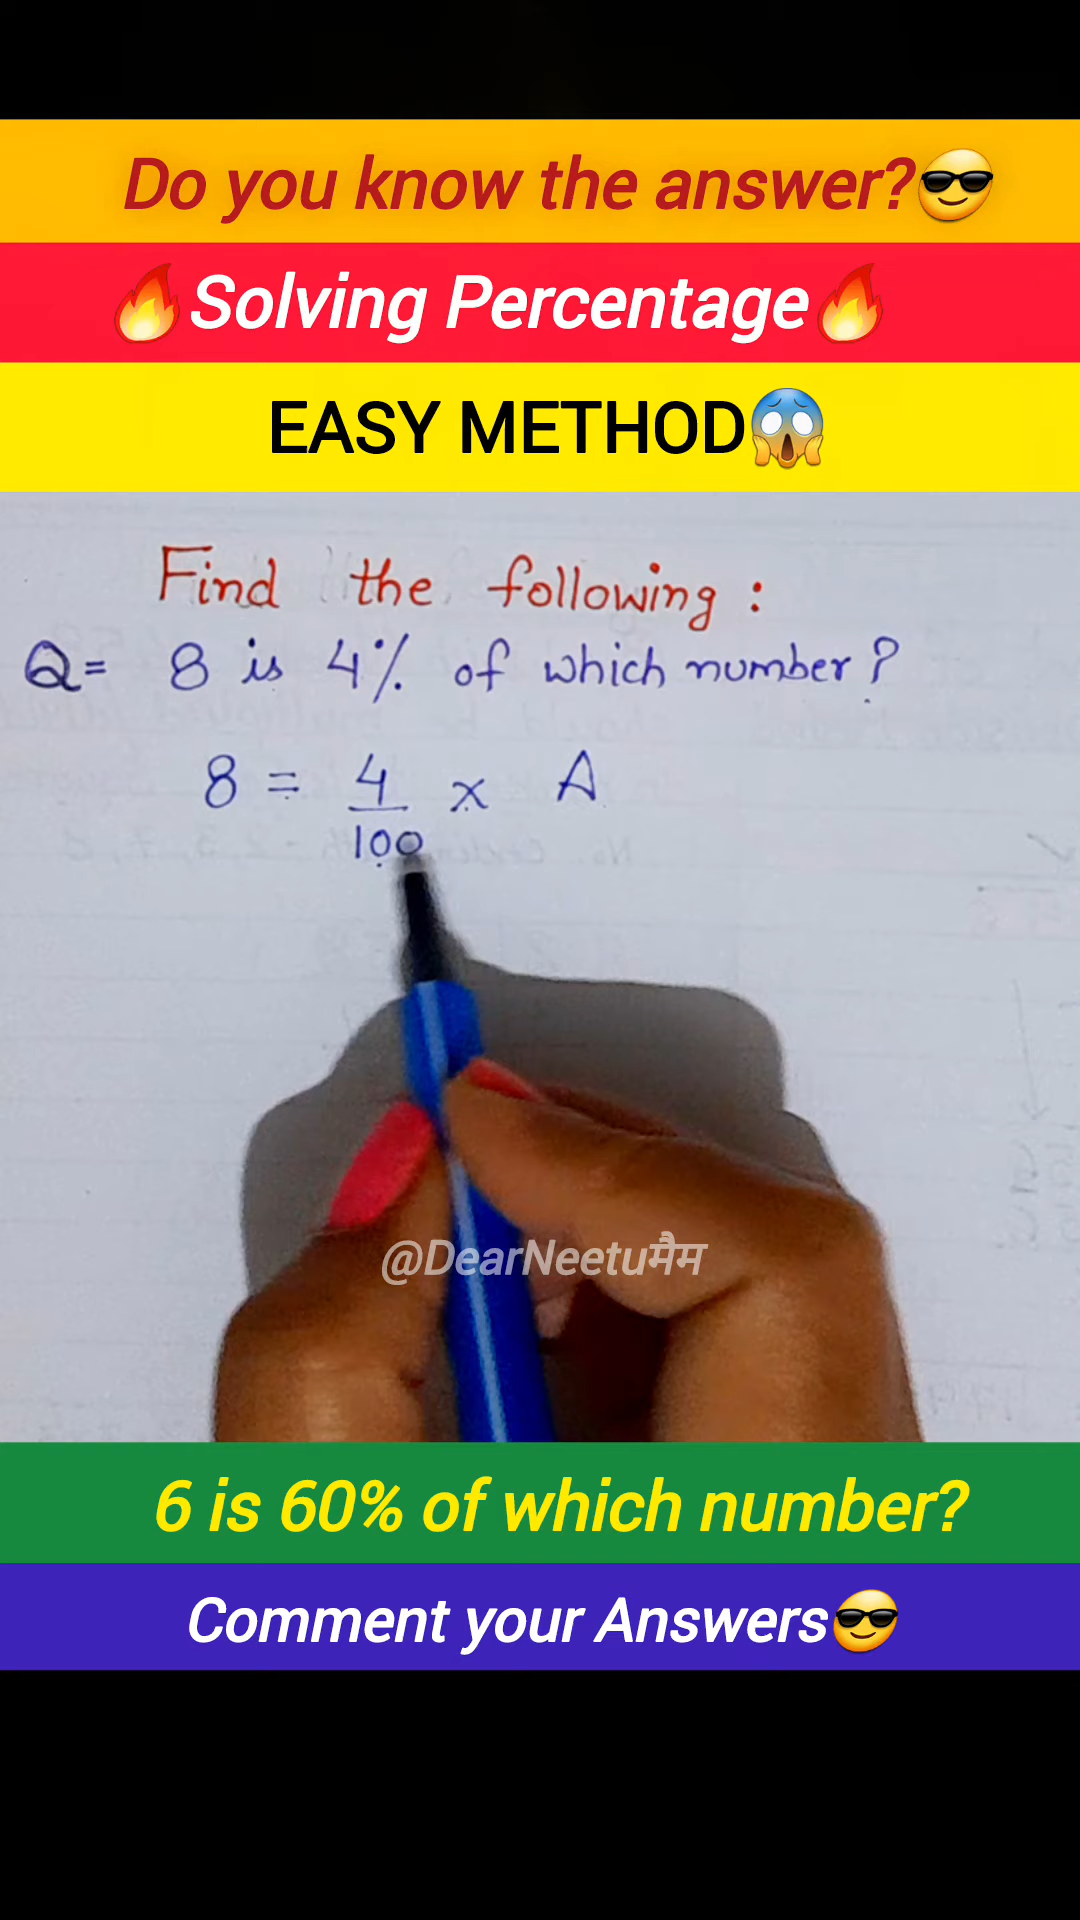 Do you know the answer?😎
🔥Solving Percentage🔥
EASY METHOD😱
Find the following :
Q= 8 is 4% of which number?
8 = 4/100 x A
@DearNeetuमैम
6 is 60% of which number?
Comment your Answers😎